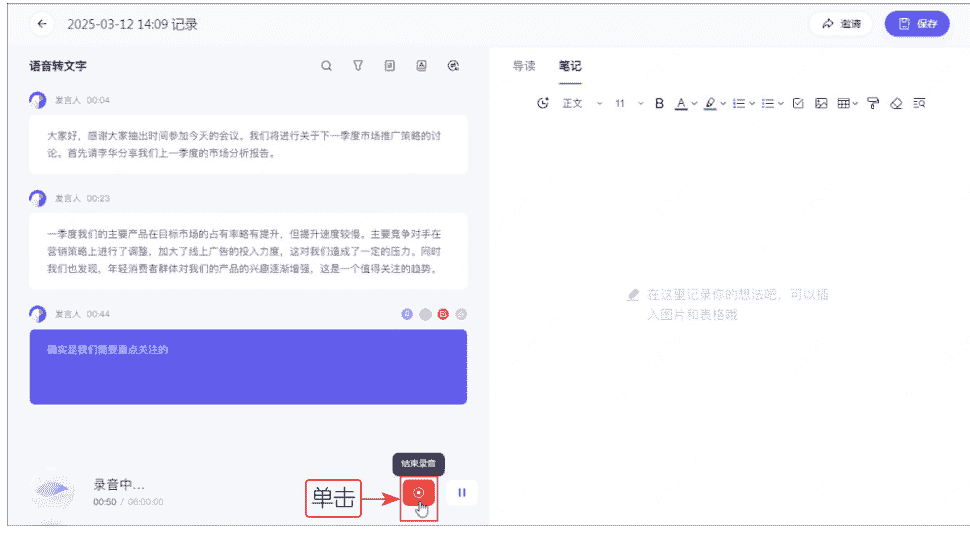 2025-03-12 14:09 记录
邀请
保存
语音转文字
导读
笔记
正文
11
B
A
发言人 00:04
大家好，感谢大家抽出时间参加今天的会议。我们将进行关于下一季度市场推广策略的讨
论。首先请李华分享我们上一季度的市场分析报告。
发言人 00:23
一季度我们的主要产品在目标市场的占有率略有提升，但提升速度较慢。主要竞争对手在
营销策略上进行了调整，加大了线上广告的投入力度，这对我们造成了一定的压力。同时
我们也发现，年轻消费者群体对我们的产品的兴趣逐渐增强，这是一个值得关注的趋势。
发言人 00:44
确实是我们需要重点关注的
在这里记录你的想法吧，可以插
入图片和表格哦
结束录音
录音中...
00:50 / 06:00:00
单击